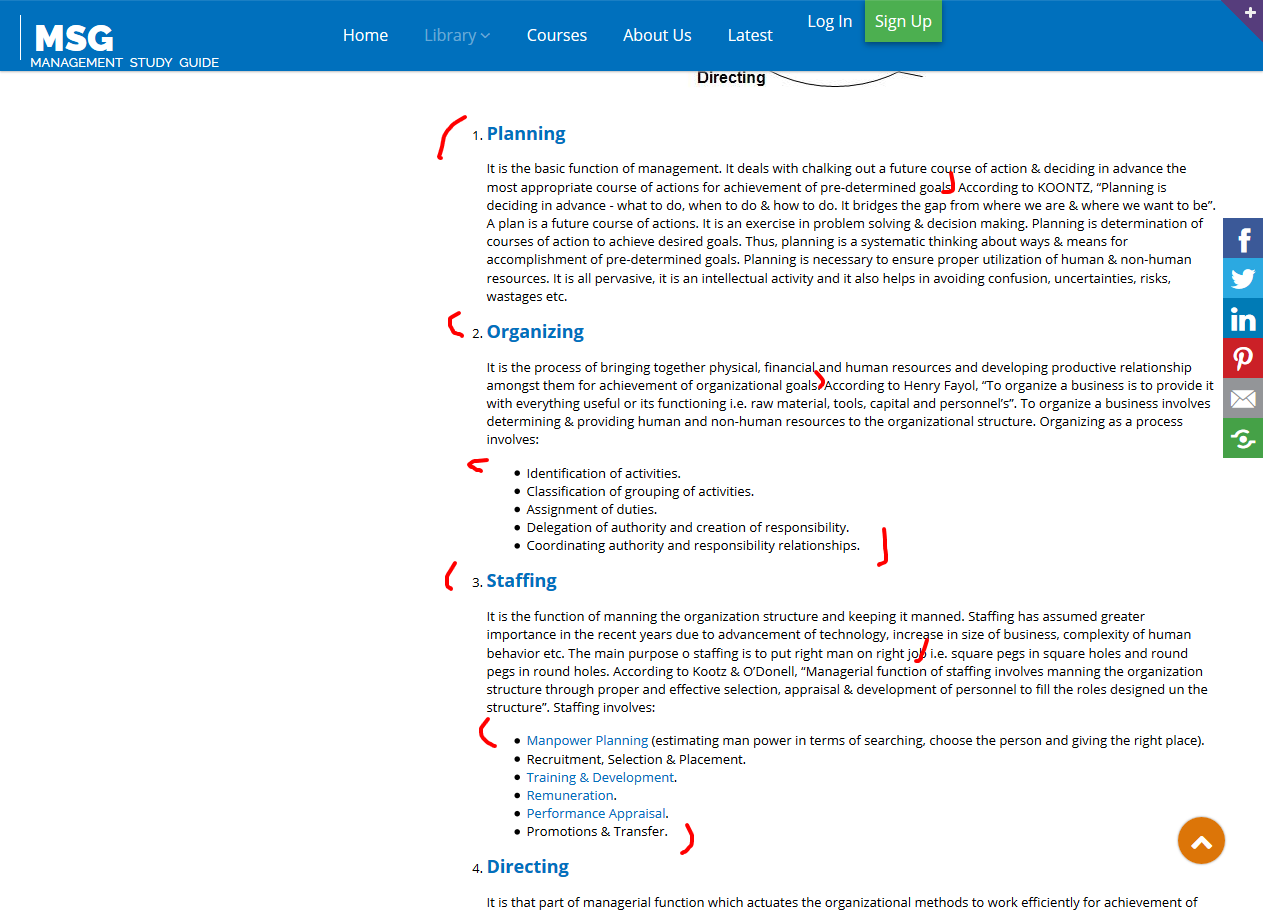 MSG
MANAGEMENT STUDY GUIDE
Home
Library
Courses
About Us
Latest
Log In
Sign Up
Directing
1. Planning
It is the basic function of management. It deals with chalking out a future course of action & deciding in advance the
most appropriate course of actions for achievement of pre-determined goals. According to KOONTZ, “Planning is
deciding in advance - what to do, when to do & how to do. It bridges the gap from where we are & where we want to be”.
A plan is a future course of actions. It is an exercise in problem solving & decision making. Planning is determination of
courses of action to achieve desired goals. Thus, planning is a systematic thinking about ways & means for
accomplishment of pre-determined goals. Planning is necessary to ensure proper utilization of human & non-human
resources. It is all pervasive, it is an intellectual activity and it also helps in avoiding confusion, uncertainties, risks,
wastages etc.
2. Organizing
It is the process of bringing together physical, financial and human resources and developing productive relationship
amongst them for achievement of organizational goals. According to Henry Fayol, “To organize a business is to provide it
with everything useful or its functioning i.e. raw material, tools, capital and personnel’s”. To organize a business involves
determining & providing human and non-human resources to the organizational structure. Organizing as a process
involves:
• Identification of activities.
• Classification of grouping of activities.
• Assignment of duties.
• Delegation of authority and creation of responsibility.
• Coordinating authority and responsibility relationships.
3. Staffing
It is the function of manning the organization structure and keeping it manned. Staffing has assumed greater
importance in the recent years due to advancement of technology, increase in size of business, complexity of human
behavior etc. The main purpose o staffing is to put right man on right job i.e. square pegs in square holes and round
pegs in round holes. According to Kootz & O’Donell, “Managerial function of staffing involves manning the organization
structure through proper and effective selection, appraisal & development of personnel to fill the roles designed un the
structure”. Staffing involves:
• Manpower Planning (estimating man power in terms of searching, choose the person and giving the right place).
• Recruitment, Selection & Placement.
• Training & Development.
• Remuneration.
• Performance Appraisal.
• Promotions & Transfer.
4. Directing
It is that part of managerial function which actuates the organizational methods to work efficiently for achievement of